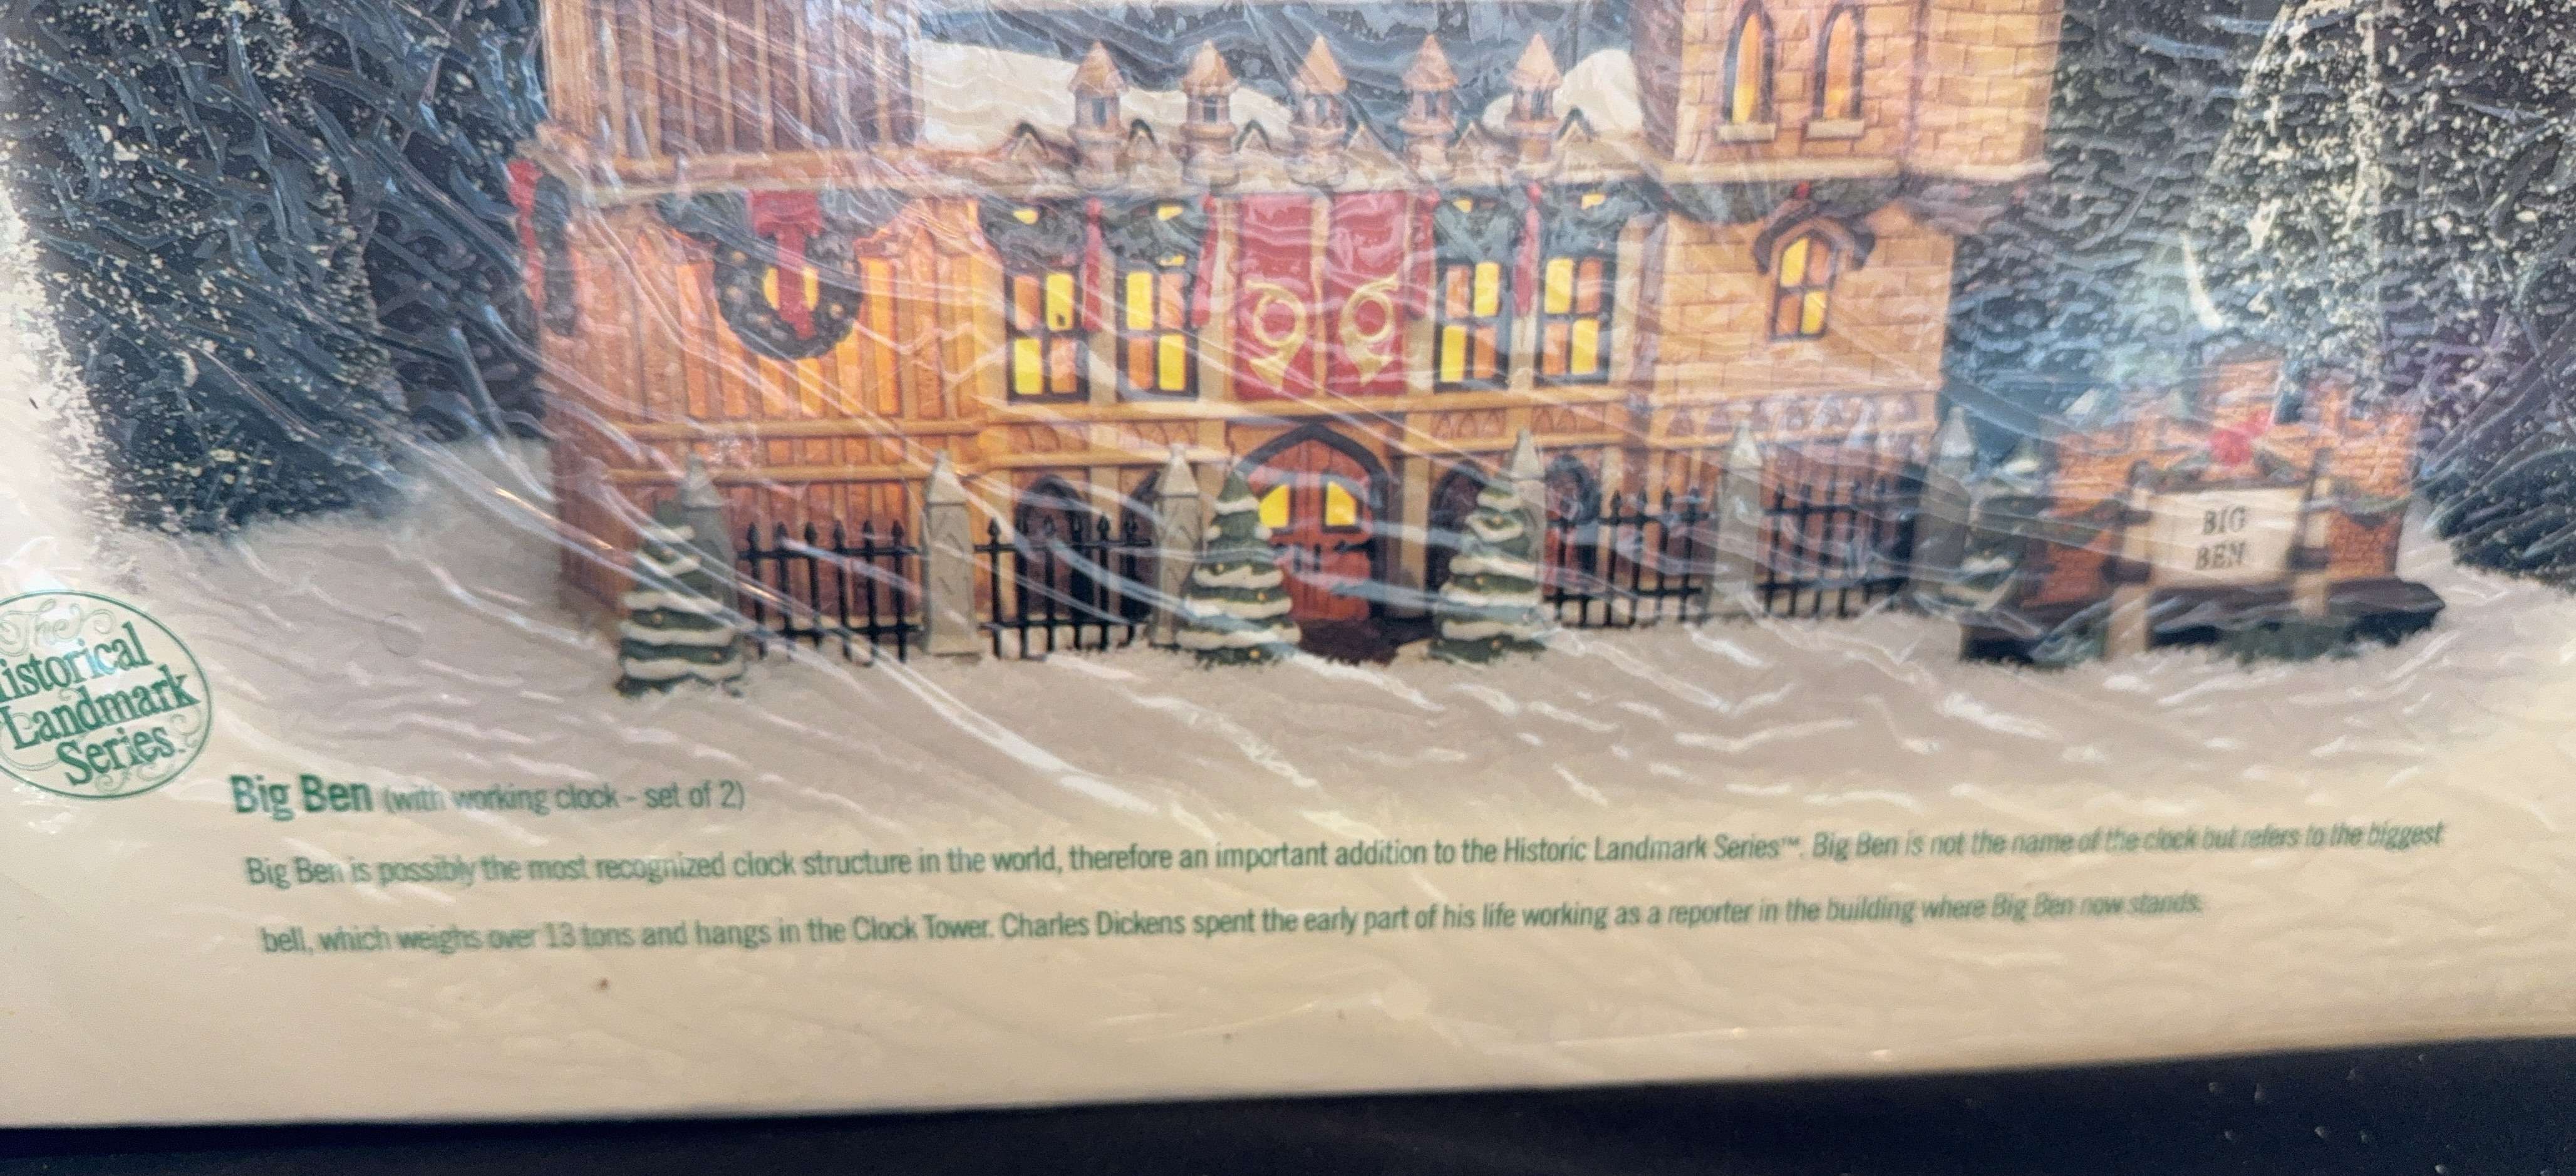 BIG
BEN
The
istorical
Landmark
Series.
Big Ben (with working clock - set of 2)
Big Ben is possibly the most recognized clock structure in the world, therefore an important addition to the Historic Landmark Series™. Big Ben is not the name of the clock but refers to the biggest
bell, which weighs over 13 tons and hangs in the Clock Tower. Charles Dickens spent the early part of his life working as a reporter in the building where Big Ben now stands.